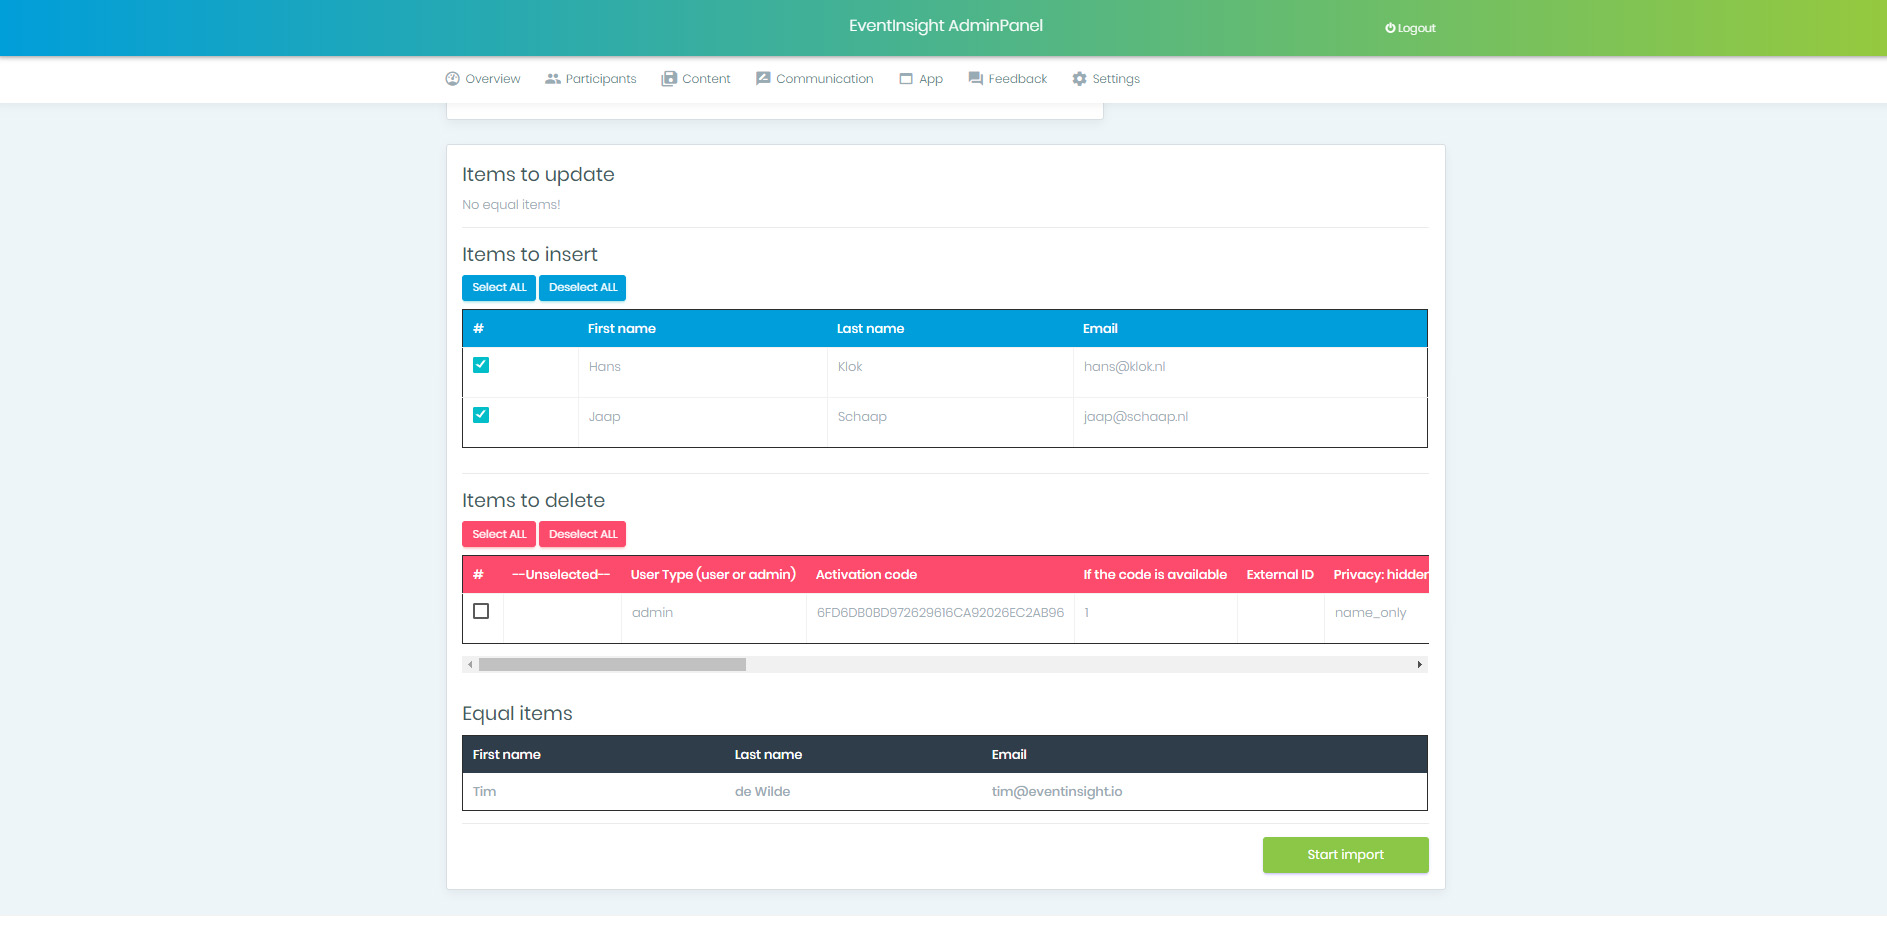 EventInsight AdminPanel
Logout
Overview Participants Content Communication App Feedback Settings
Items to update
No equal items!
Items to insert
Select ALL Deselect ALL
# First name Last name Email
Hans Klok hans@klok.nl
Jaap Schaap jaap@schaap.nl
Items to delete
Select ALL Deselect ALL
# --Unselected-- User Type (user or admin) Activation code If the code is available External ID Privacy: hidden
admin 6FD6DB0BD972629616CA92026EC2AB96 1 name_only
Equal items
First name Last name Email
Tim de Wilde tim@eventinsight.io
Start import